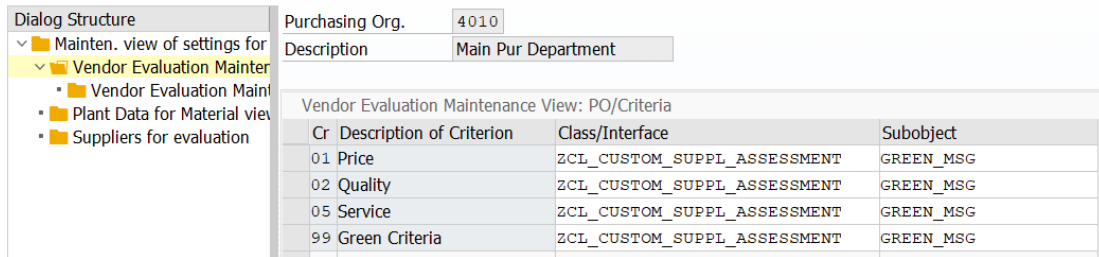 Dialog Structure
Mainten. view of settings for
Vendor Evaluation Mainten
Vendor Evaluation Maint
Plant Data for Material view
Suppliers for evaluation
Purchasing Org. 4010
Description Main Pur Department
Vendor Evaluation Maintenance View: PO/Criteria
Cr Description of Criterion Class/Interface Subobject
01 Price ZCL_CUSTOM_SUPPL_ASSESSMENT GREEN_MSG
02 Quality ZCL_CUSTOM_SUPPL_ASSESSMENT GREEN_MSG
05 Service ZCL_CUSTOM_SUPPL_ASSESSMENT GREEN_MSG
99 Green Criteria ZCL_CUSTOM_SUPPL_ASSESSMENT GREEN_MSG